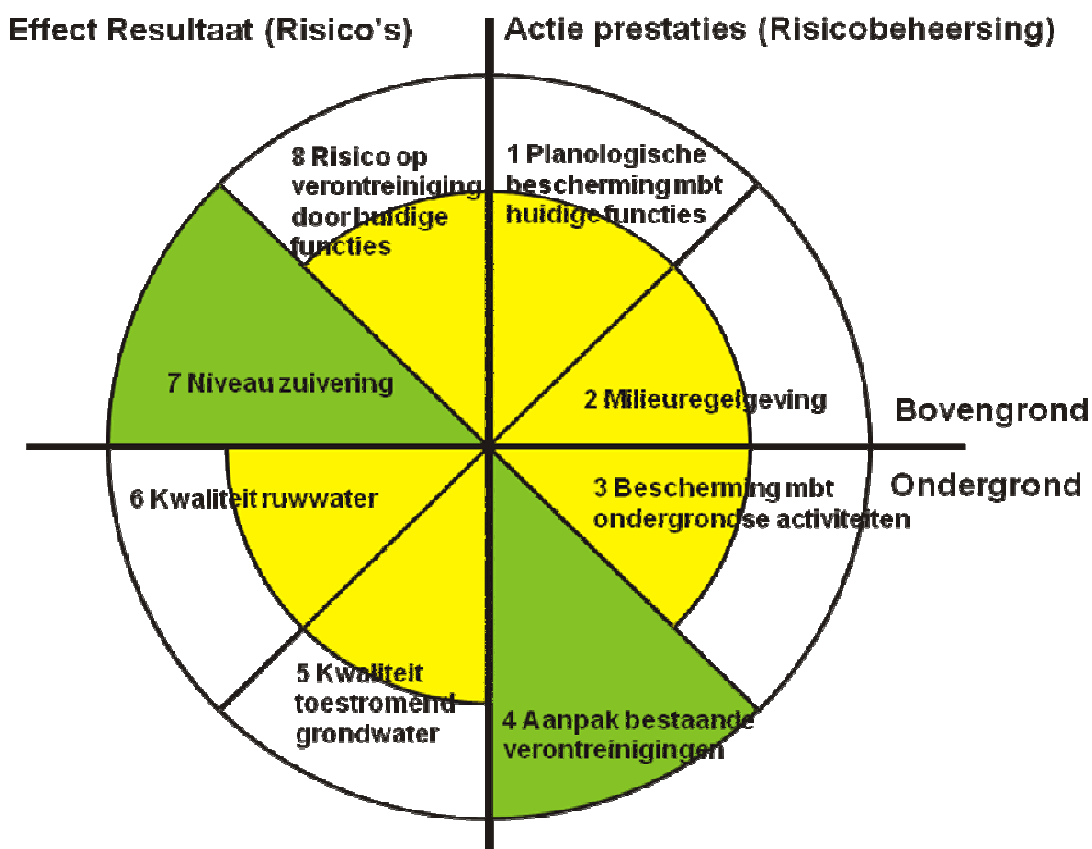 Effect Resultaat (Risico's)
Actie prestaties (Risicobeheersing)
8 Risico op
verontreiniging
door huidige
functies
1 Planologische
bescherming mbt
huidige functies
7 Niveau zuivering
2 Milieuregelgeving
Bovengrond
Ondergrond
6 Kwaliteit ruwwater
3 Bescherming mbt
ondergrondse activiteiten
5 Kwaliteit
toestromend
grondwater
4 Aanpak bestaande
verontreinigingen